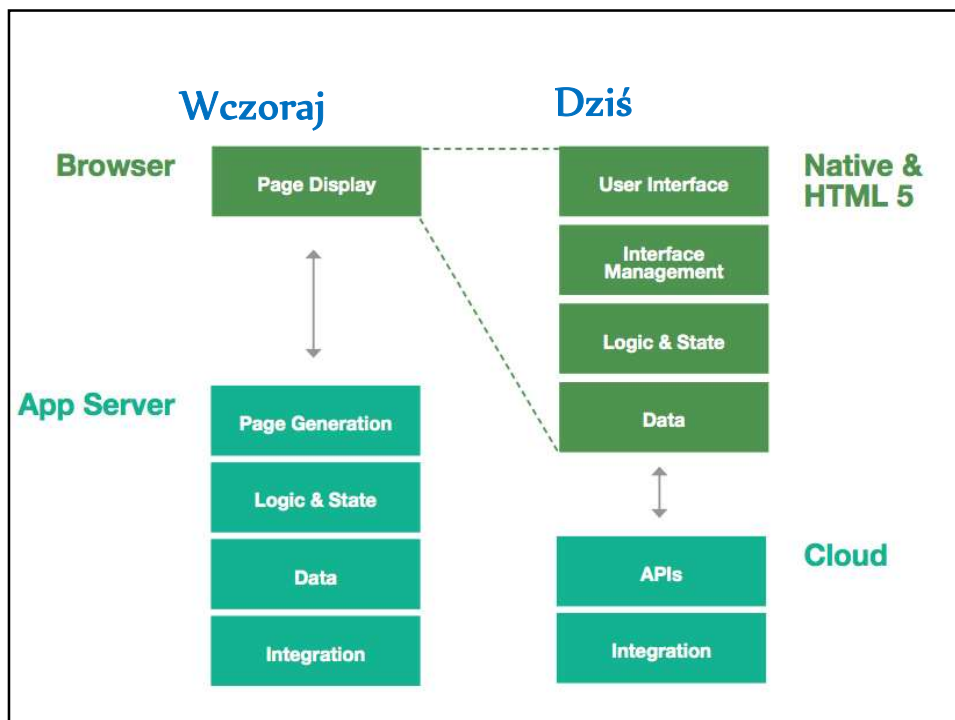 Wczoraj
Dziś
Browser
Page Display
User Interface
Native &
HTML 5
Interface
Management
Logic & State
App Server
Page Generation
Data
Logic & State
Data
APIs
Cloud
Integration
Integration